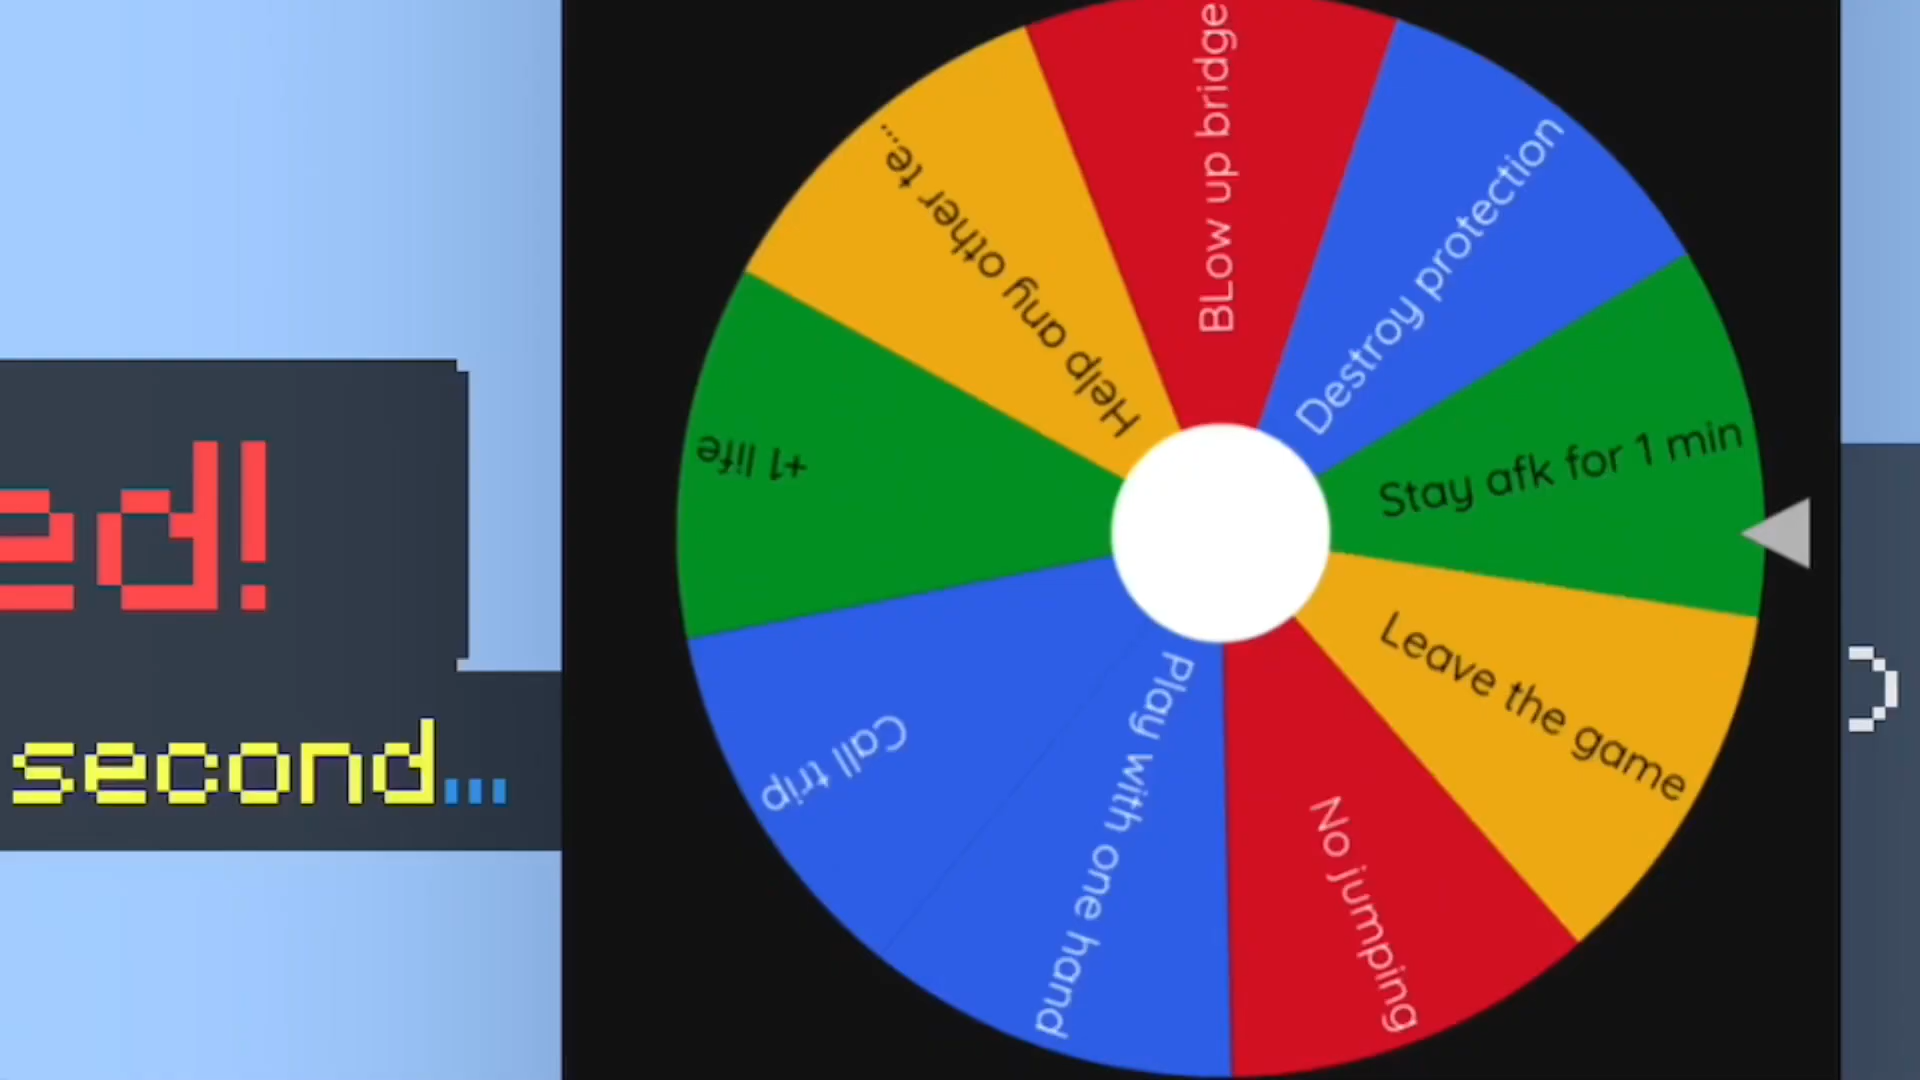 ed!
second...
BLow up bridge
Destroy protection
Stay afk for 1 min
Leave the game
No jumping
Play with one hand
Call trip
+1 life
Help any other te...